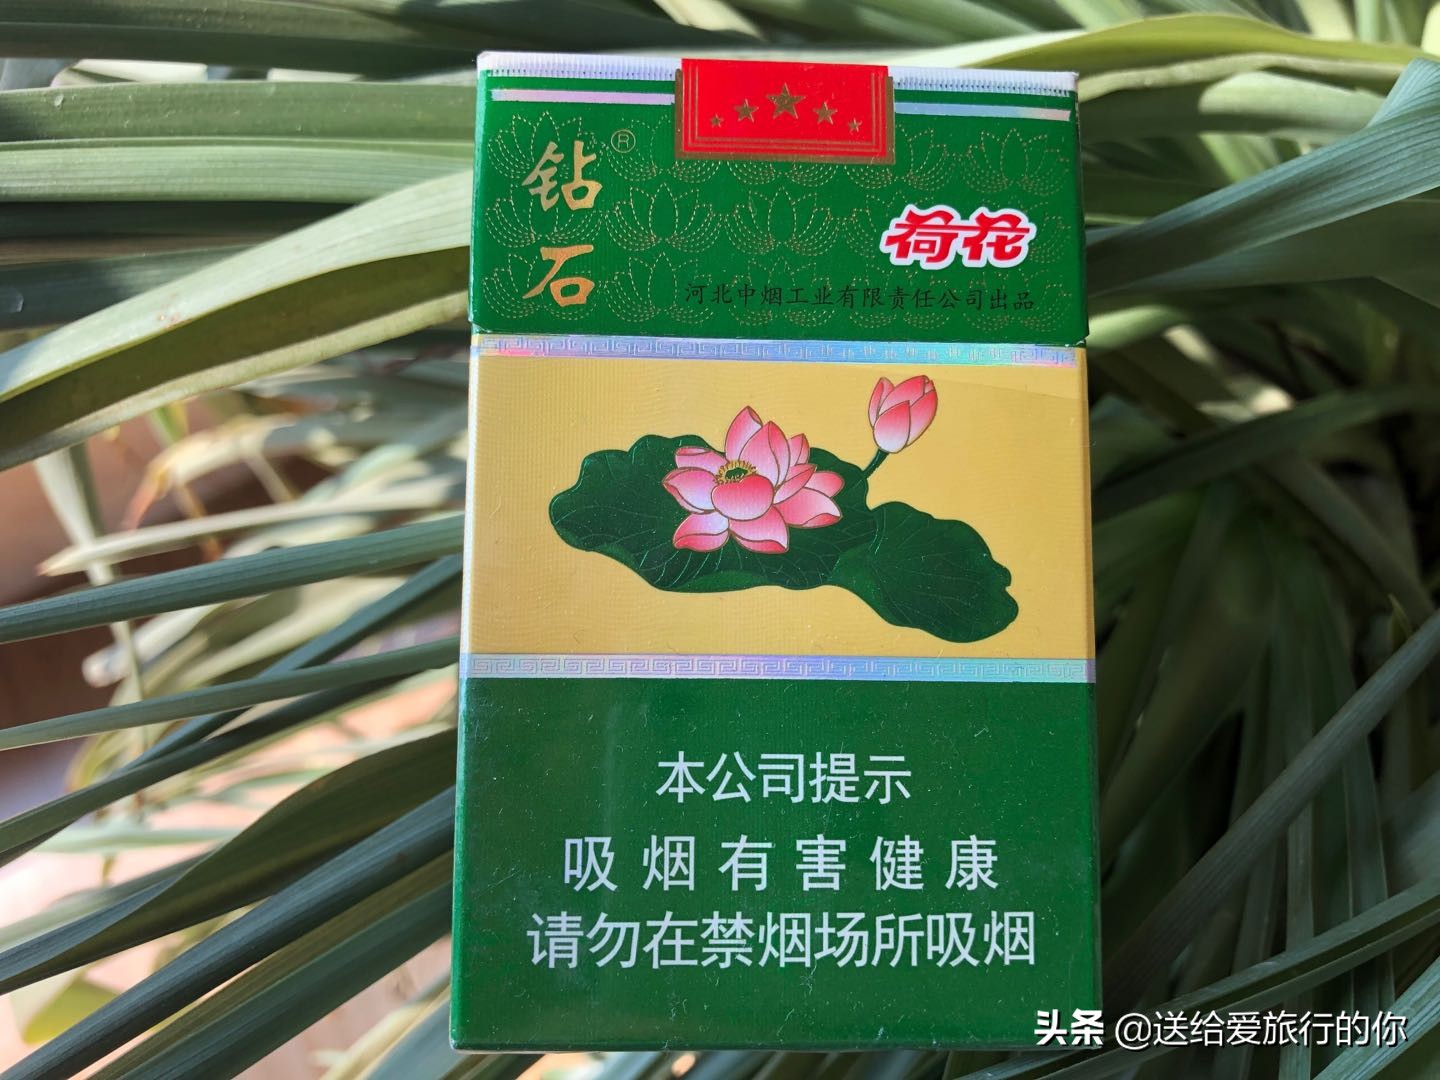 钻石®
荷花
河北中烟工业有限责任公司出品
本公司提示
吸烟有害健康
请勿在禁烟场所吸烟
头条 @送给爱旅行的你